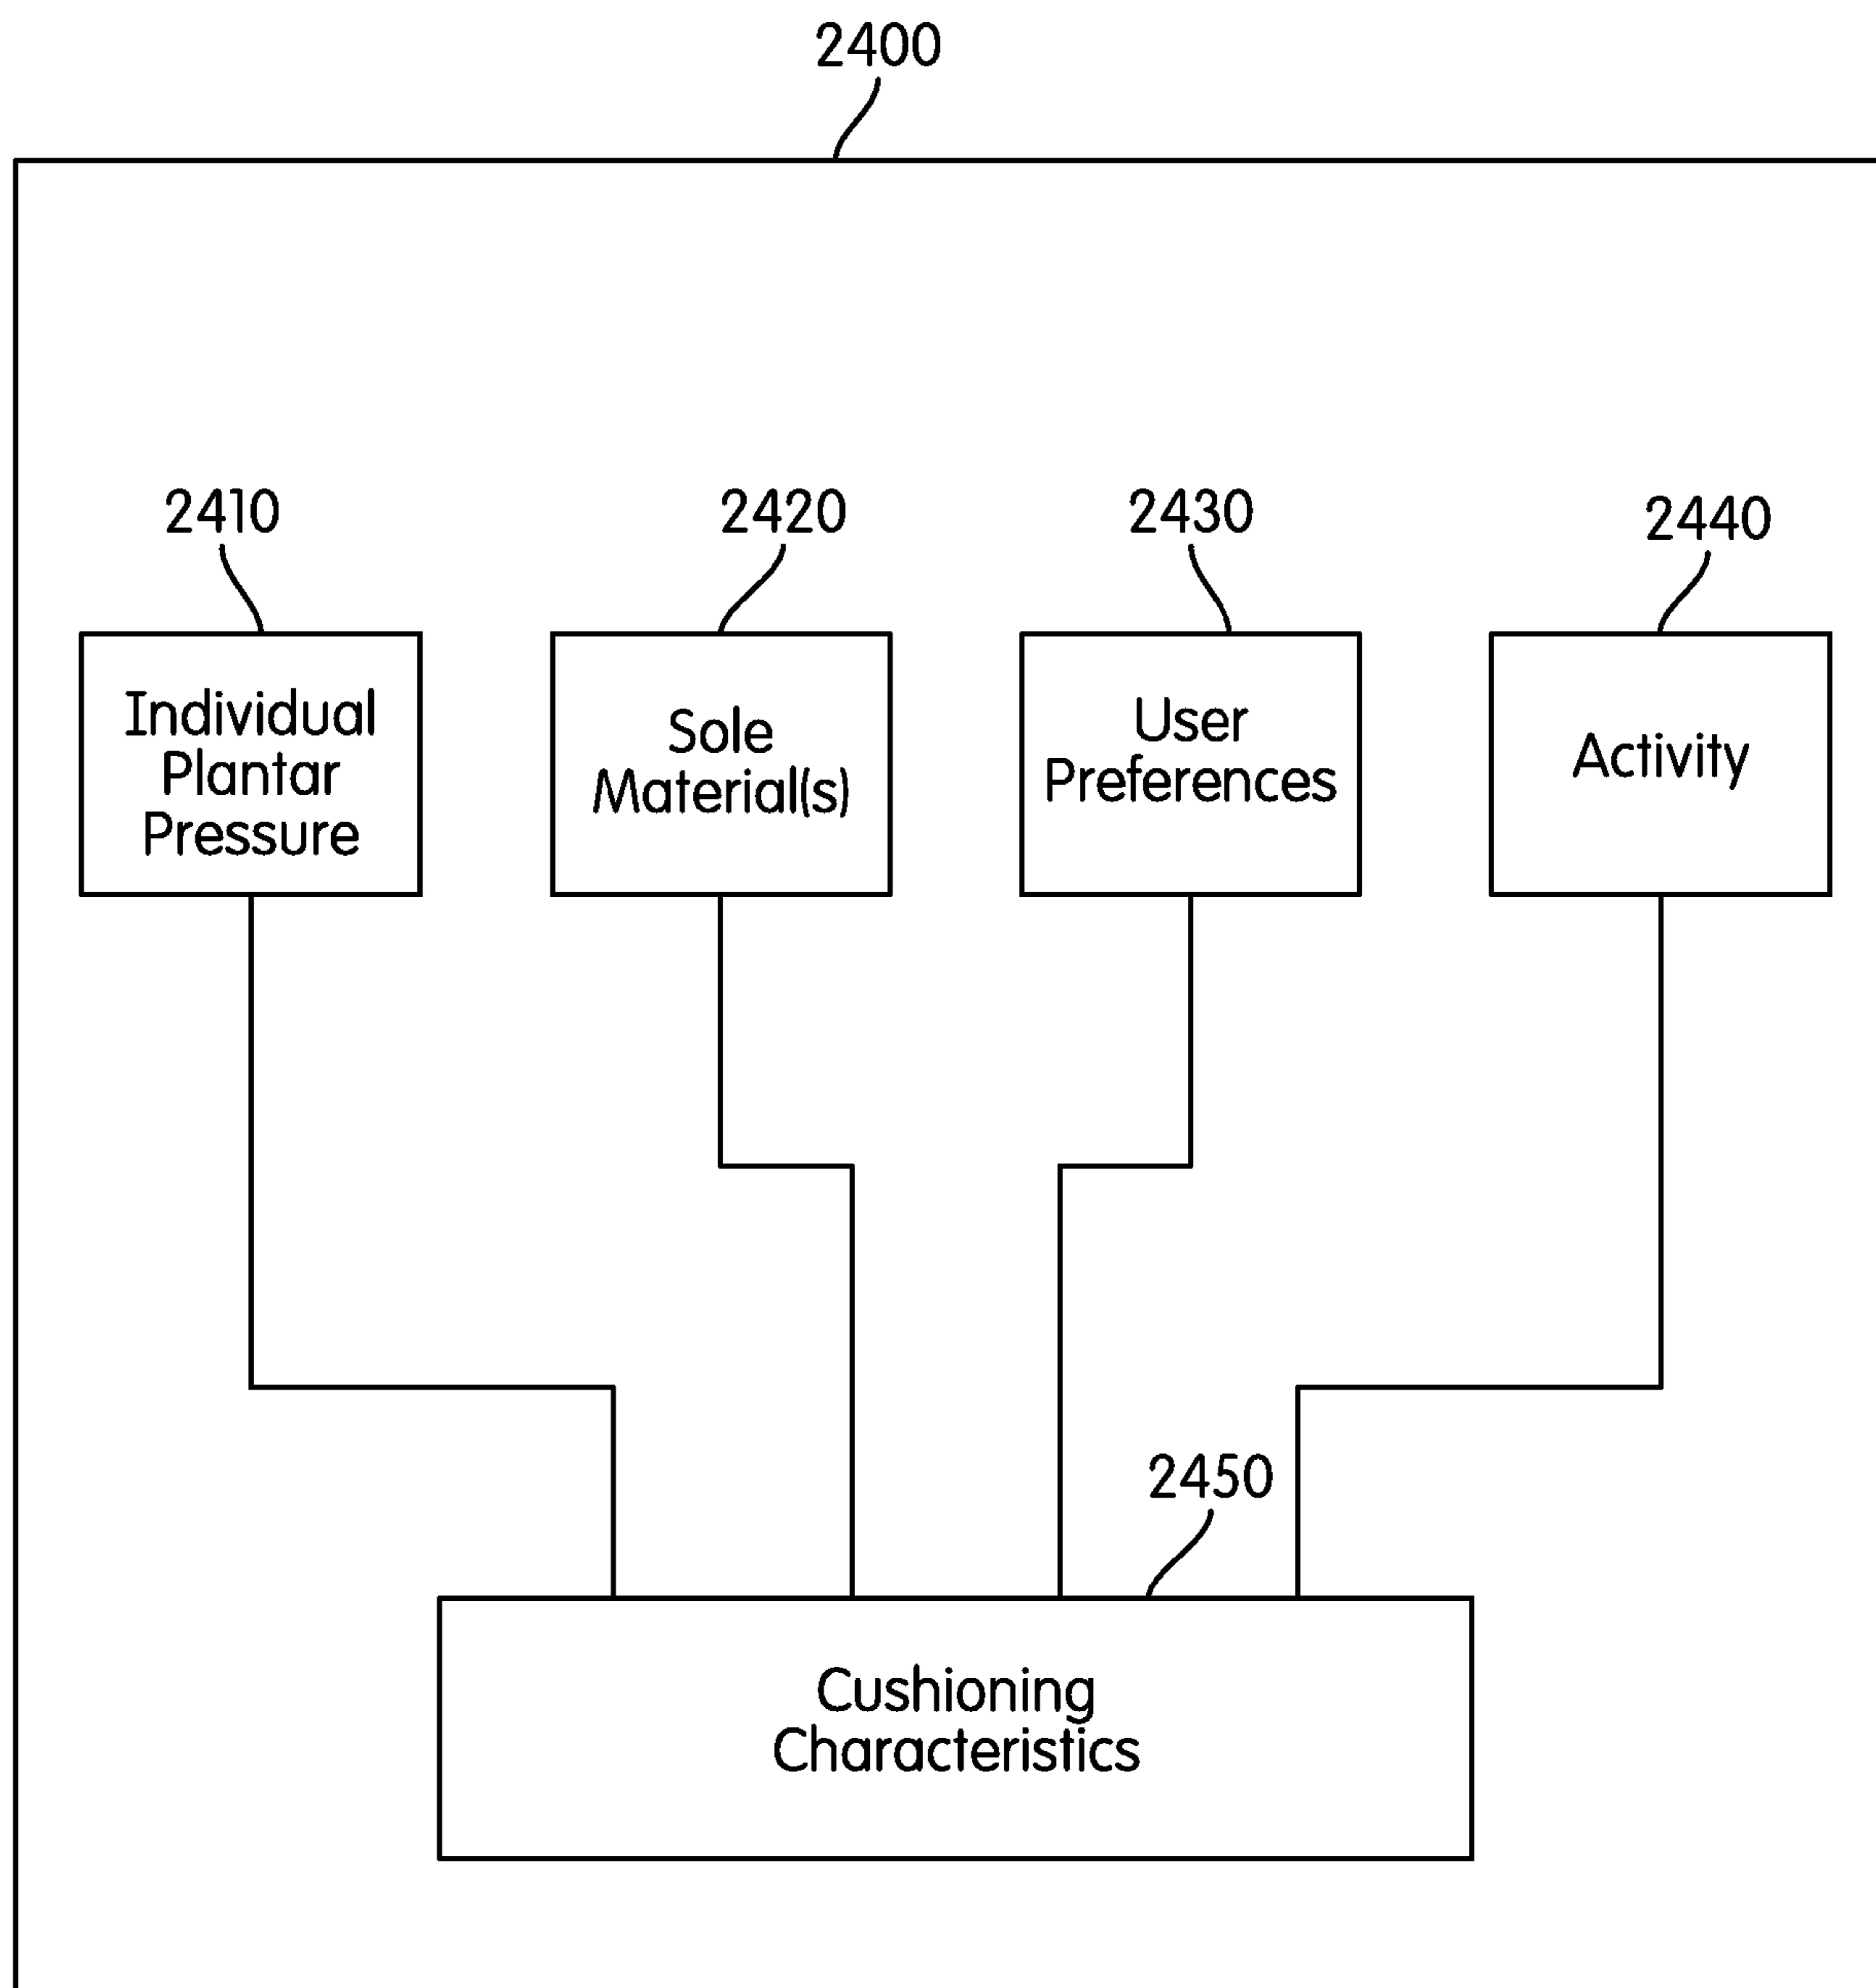 2400
2410
2420
2430
2440
Individual
Plantar
Pressure
Sole
Material(s)
User
Preferences
Activity
2450
Cushioning
Characteristics